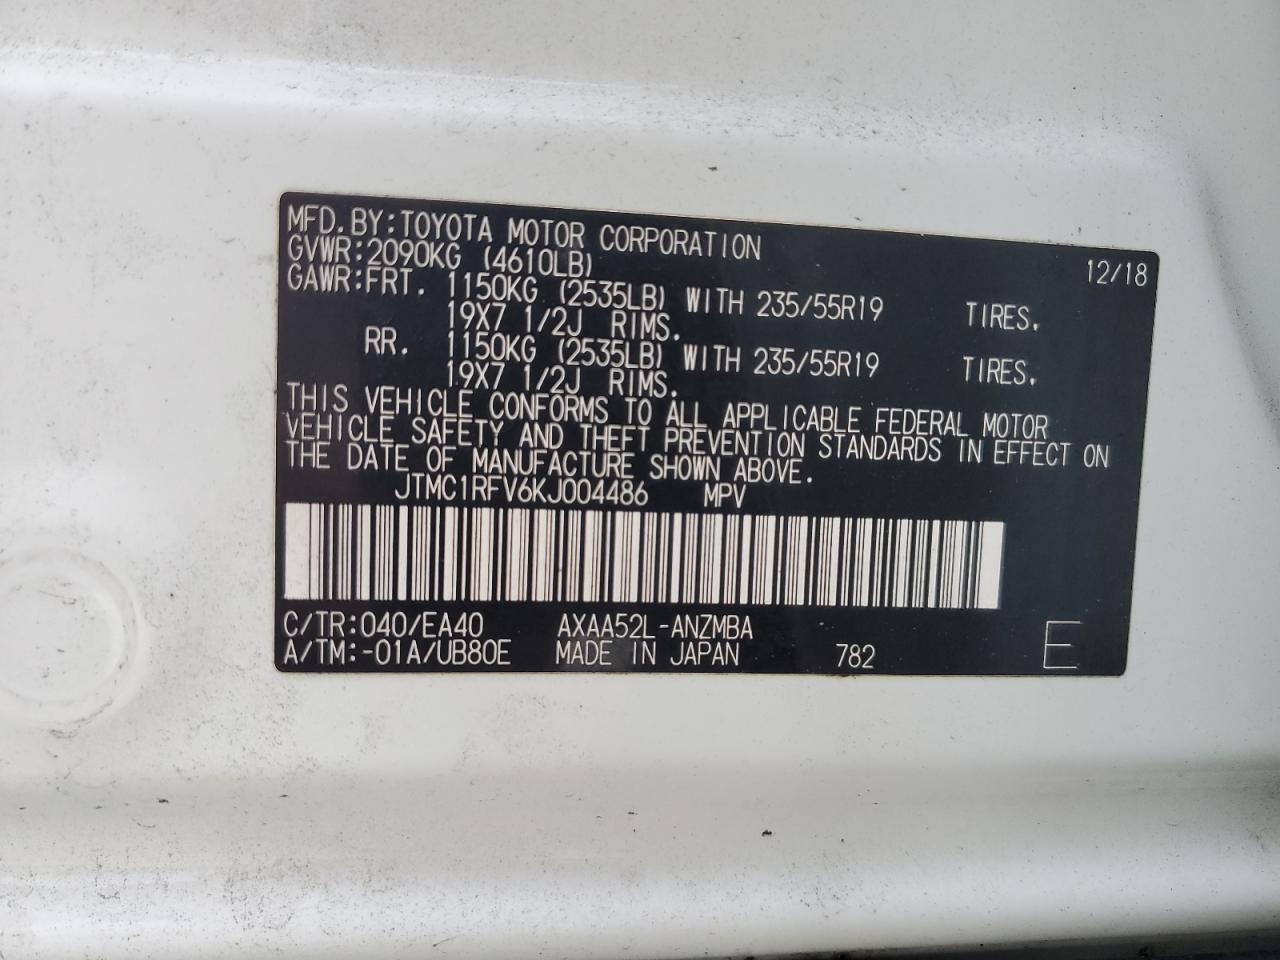 MFD.BY:TOYOTA MOTOR CORPORATION 12/18
GVWR:2090KG (4610LB)
GAWR:FRT. 1150KG (2535LB) WITH 235/55R19 TIRES,
19X7 1/2J RIMS.
RR. 1150KG (2535LB) WITH 235/55R19 TIRES,
19X7 1/2J RIMS.
THIS VEHICLE CONFORMS TO ALL APPLICABLE FEDERAL MOTOR
VEHICLE SAFETY AND THEFT PREVENTION STANDARDS IN EFFECT ON
THE DATE OF MANUFACTURE SHOWN ABOVE.
JTMC1RFV6KJ004486 MPV
C/TR:040/EA40 AXAA52L-ANZMBA
A/TM:-01A/UB80E MADE IN JAPAN 782 E